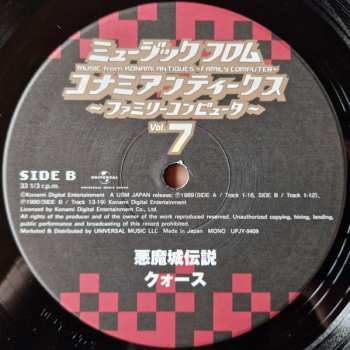 ミュージック フロム
MUSIC from KONAMI ANTIQUES ~FAMILY COMPUTER~
コナミアンティークス
～ファミリーコンピュータ～
Vol. 7
SIDE B
33 1/3 r.p.m.
UNIVERSAL
UNIVERSAL MUSIC GROUP
©Konami Digital Entertainment A USM JAPAN release; ℗1989 (SIDE A / Track 1-16, SIDE B / Track 1-12),
℗1990 (SIDE B / Track 13-19) Konami Digital Entertainment
Licensed by Konami Digital Entertainment Co., Ltd.
All rights of the producer and of the owner of the work reproduced reserved. Unauthorized copying, hiring, lending,
public performance and broadcasting of this record prohibited.
Marketed & Distributed by UNIVERSAL MUSIC LLC Made in Japan MONO UPJY-9409
悪魔城伝説
クォース